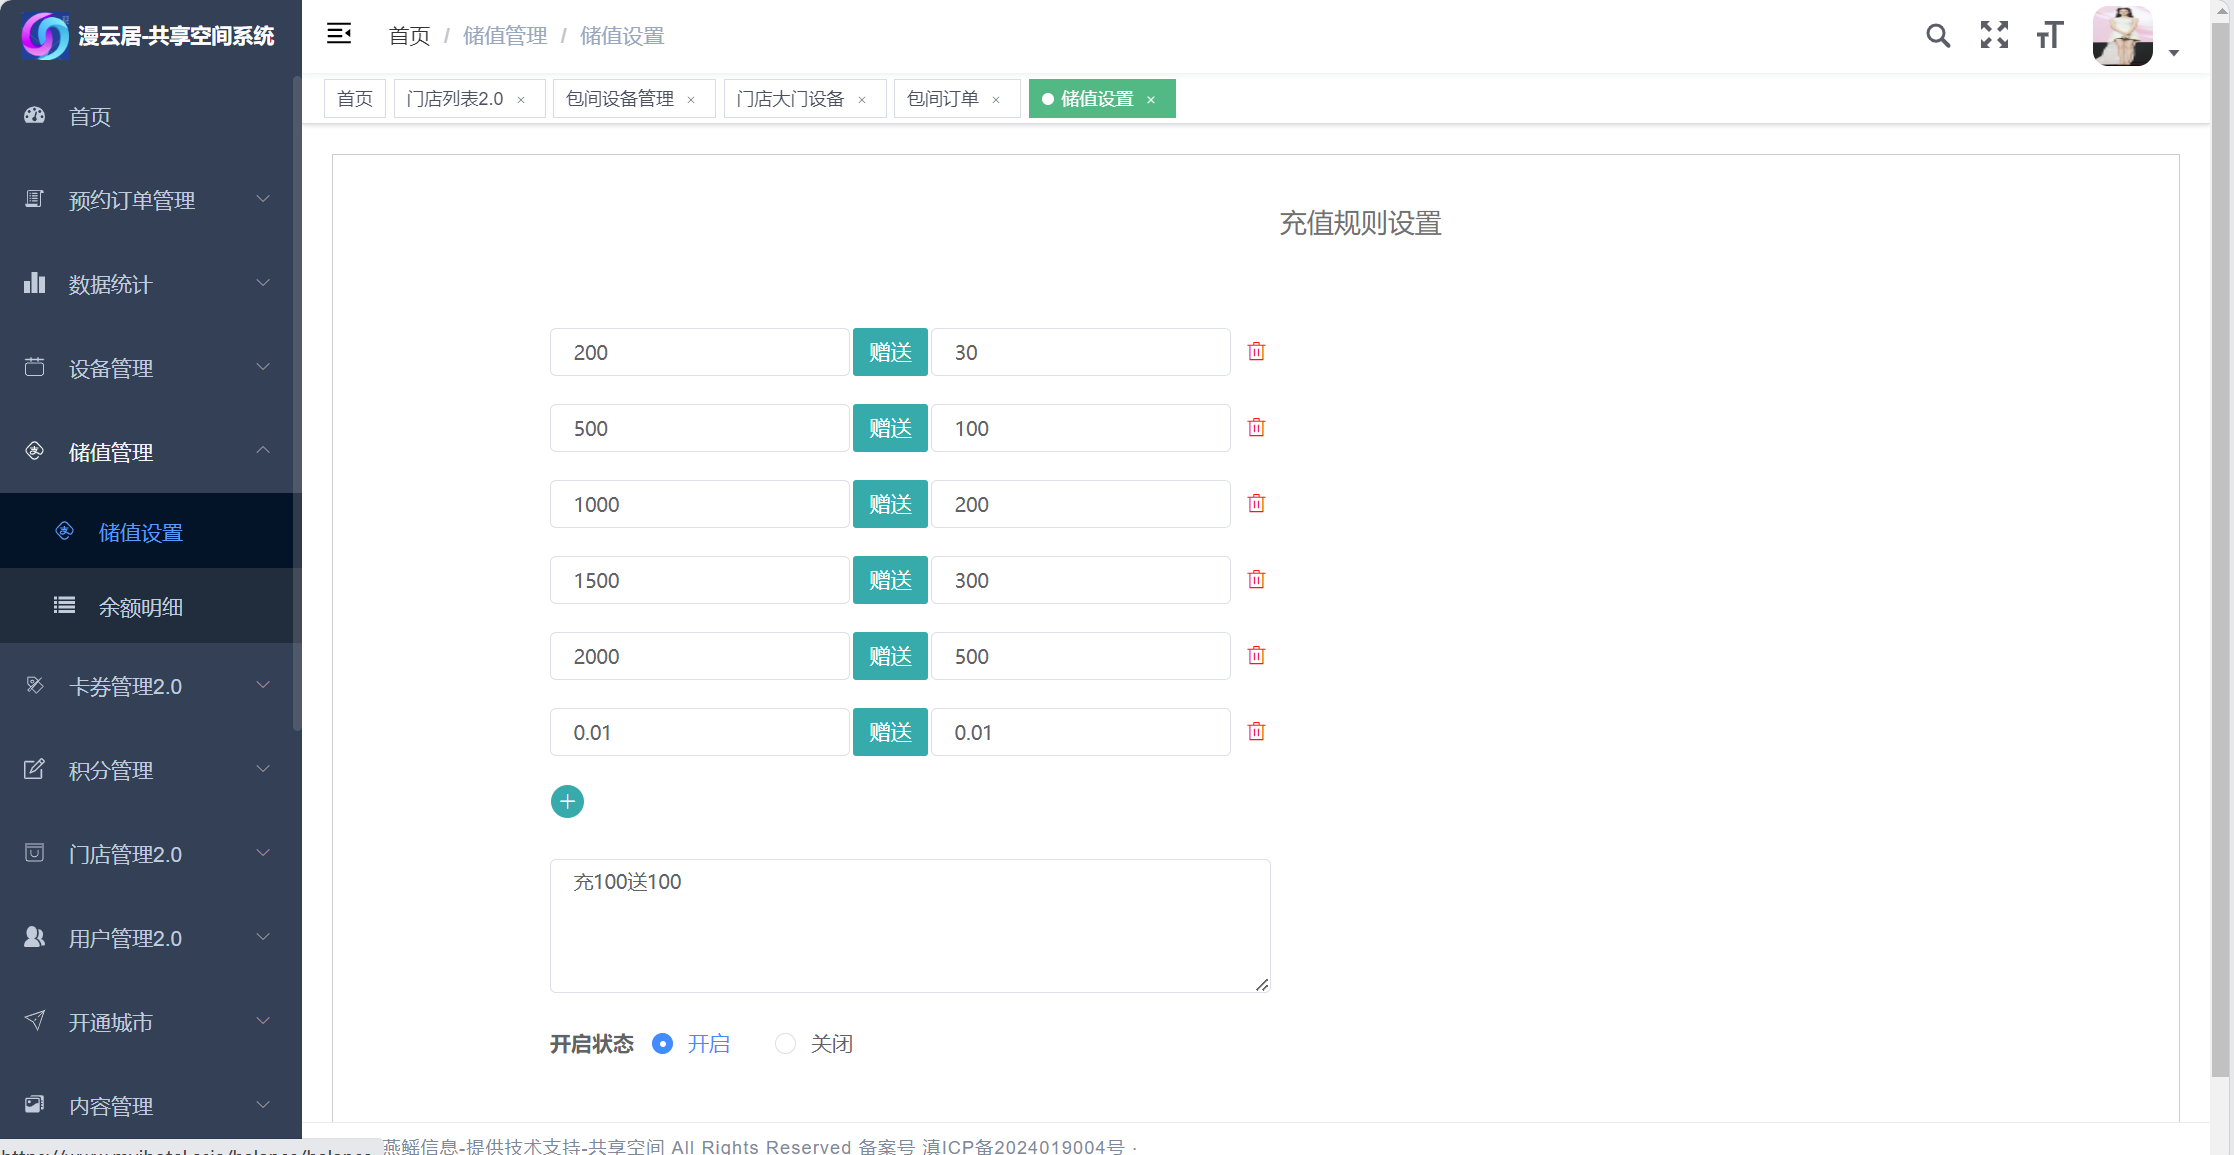 漫云居-共享空间系统
首页 / 储值管理 / 储值设置
首页
门店列表2.0 ×
包间设备管理 ×
门店大门设备 ×
包间订单 ×
储值设置 ×
首页
预约订单管理
数据统计
设备管理
储值管理
储值设置
余额明细
卡券管理2.0
积分管理
门店管理2.0
用户管理2.0
开通城市
内容管理
充值规则设置
200 赠送 30
500 赠送 100
1000 赠送 200
1500 赠送 300
2000 赠送 500
0.01 赠送 0.01
充100送100
开启状态 开启 关闭
燕鳐信息-提供技术支持-共享空间 All Rights Reserved 备案号 滇ICP备2024019004号 ·